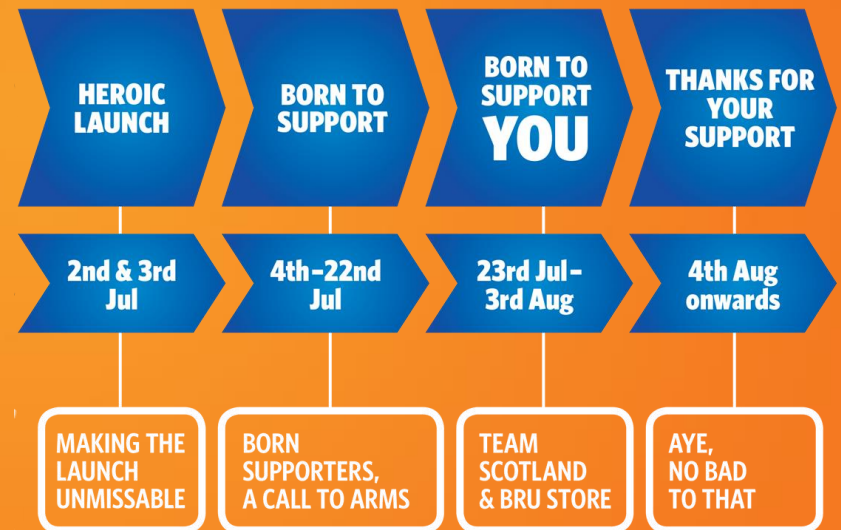 HEROIC
LAUNCH
BORN TO
SUPPORT
BORN TO
SUPPORT
YOU
THANKS FOR
YOUR
SUPPORT
2nd & 3rd
Jul
4th–22nd
Jul
23rd Jul–
3rd Aug
4th Aug
onwards
MAKING THE
LAUNCH
UNMISSABLE
BORN
SUPPORTERS,
A CALL TO ARMS
TEAM
SCOTLAND
& BRU STORE
AYE,
NO BAD
TO THAT